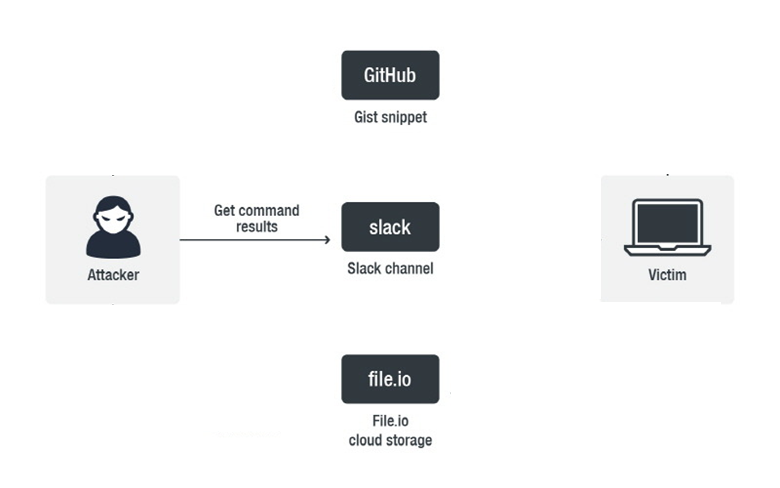 GitHub
Gist snippet
Get command
results
slack
Slack channel
Attacker
Victim
file.io
File.io
cloud storage